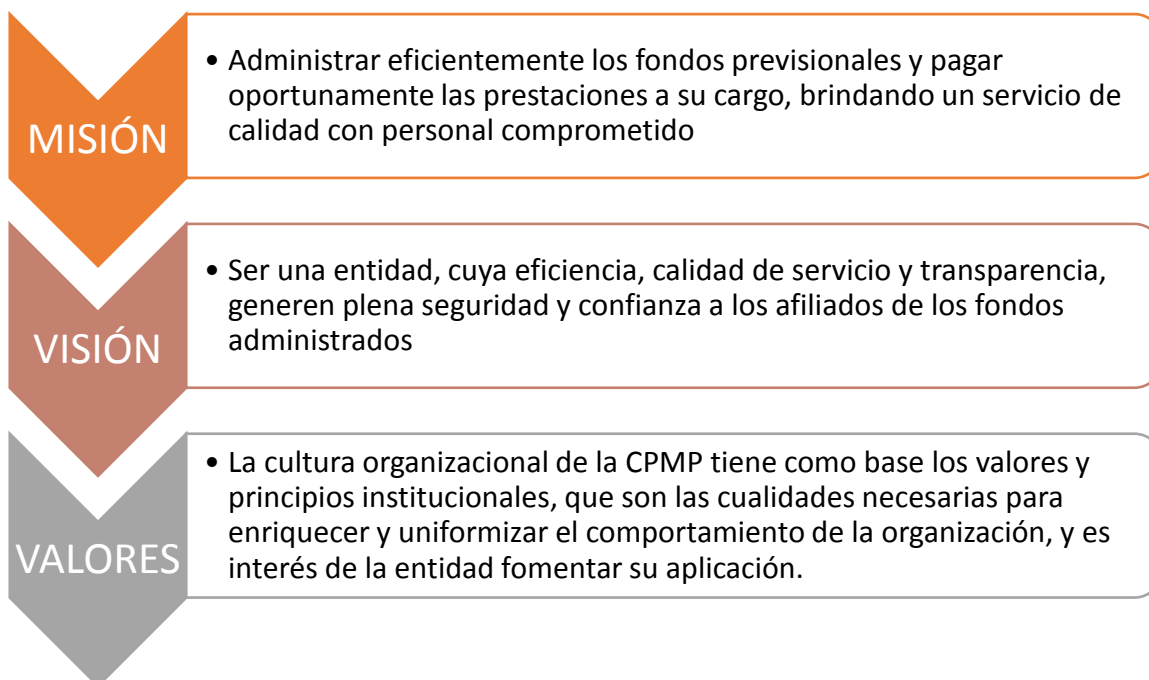 MISIÓN
• Administrar eficientemente los fondos previsionales y pagar
oportunamente las prestaciones a su cargo, brindando un servicio de
calidad con personal comprometido
VISIÓN
• Ser una entidad, cuya eficiencia, calidad de servicio y transparencia,
generen plena seguridad y confianza a los afiliados de los fondos
administrados
VALORES
• La cultura organizacional de la CPMP tiene como base los valores y
principios institucionales, que son las cualidades necesarias para
enriquecer y uniformizar el comportamiento de la organización, y es
interés de la entidad fomentar su aplicación.